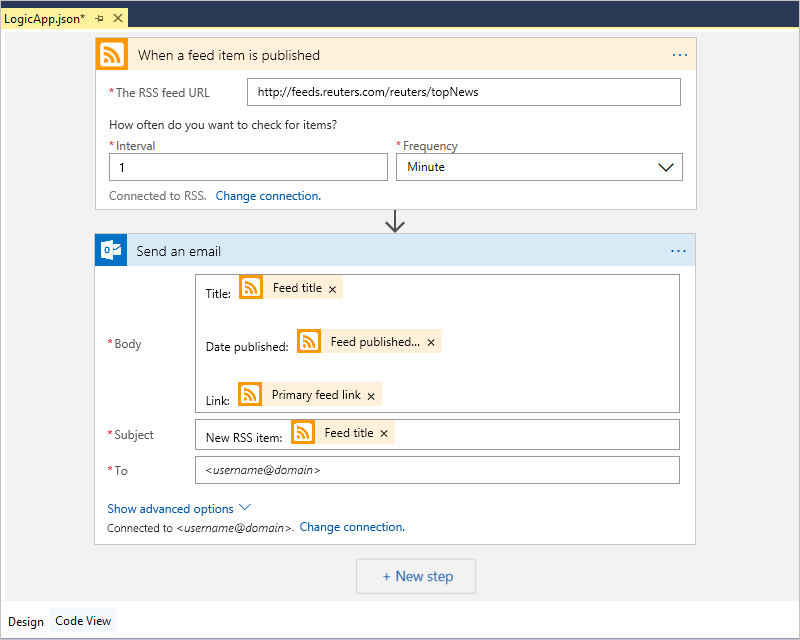 LogicApp.json*
When a feed item is published
* The RSS feed URL
http://feeds.reuters.com/reuters/topNews
How often do you want to check for items?
* Interval
* Frequency
1
Minute
Connected to RSS. Change connection.
Send an email
* Body
Title: Feed title ×
Date published: Feed published... ×
Link: Primary feed link ×
* Subject
New RSS item: Feed title ×
* To
<username@domain>
Show advanced options
Connected to <username@domain>. Change connection.
+ New step
Design Code View